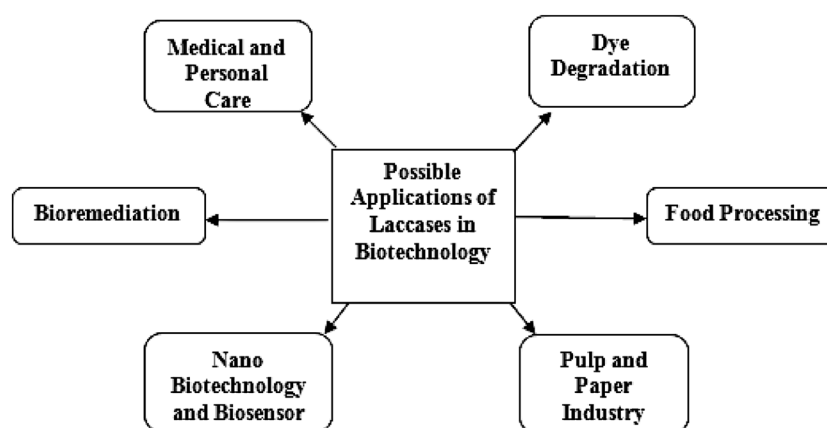 Medical and
Personal
Care
Dye
Degradation
Possible
Applications of
Laccases in
Biotechnology
Bioremediation
Food Processing
Nano
Biotechnology
and Biosensor
Pulp and
Paper
Industry